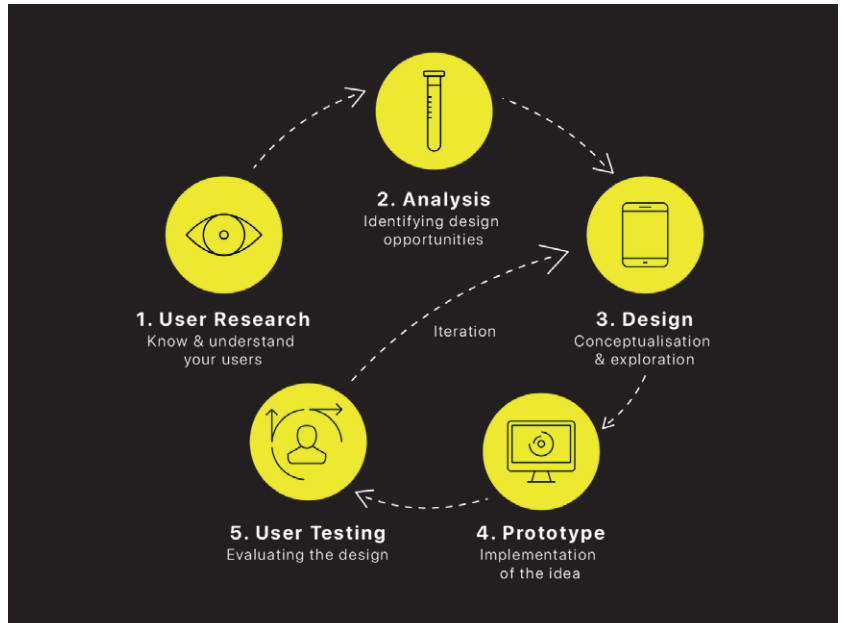 1. User Research
Know & understand
your users
2. Analysis
Identifying design
opportunities
3. Design
Conceptualisation
& exploration
4. Prototype
Implementation
of the idea
5. User Testing
Evaluating the design
Iteration